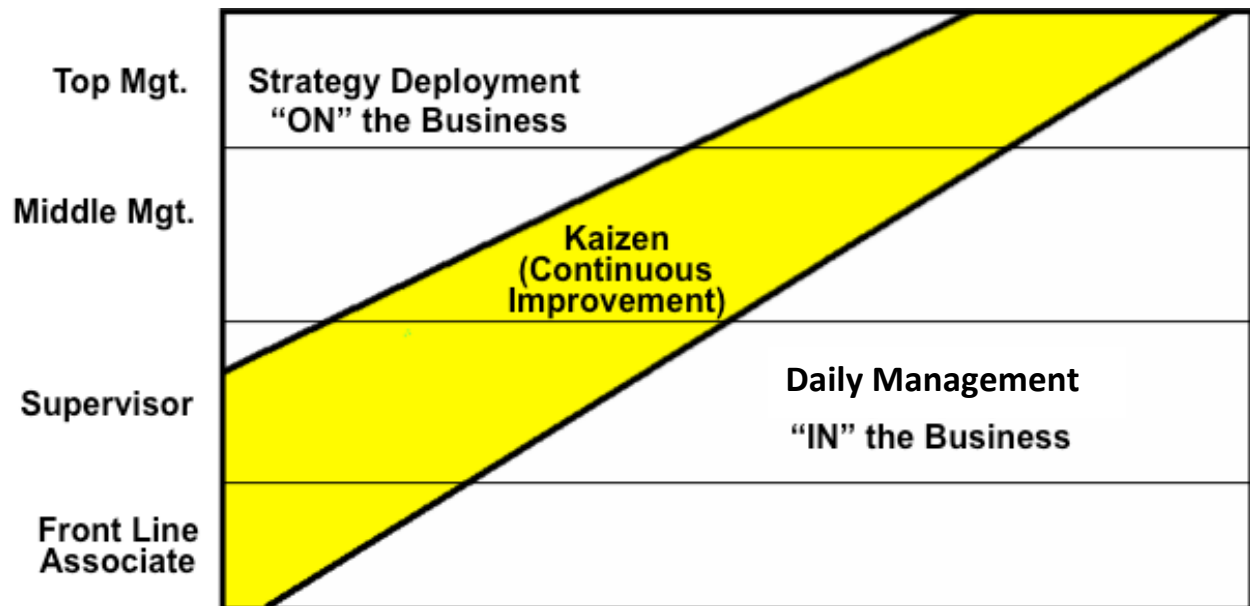 Top Mgt.
Strategy Deployment
“ON” the Business
Middle Mgt.
Kaizen
(Continuous
Improvement)
Supervisor
Daily Management
“IN” the Business
Front Line
Associate